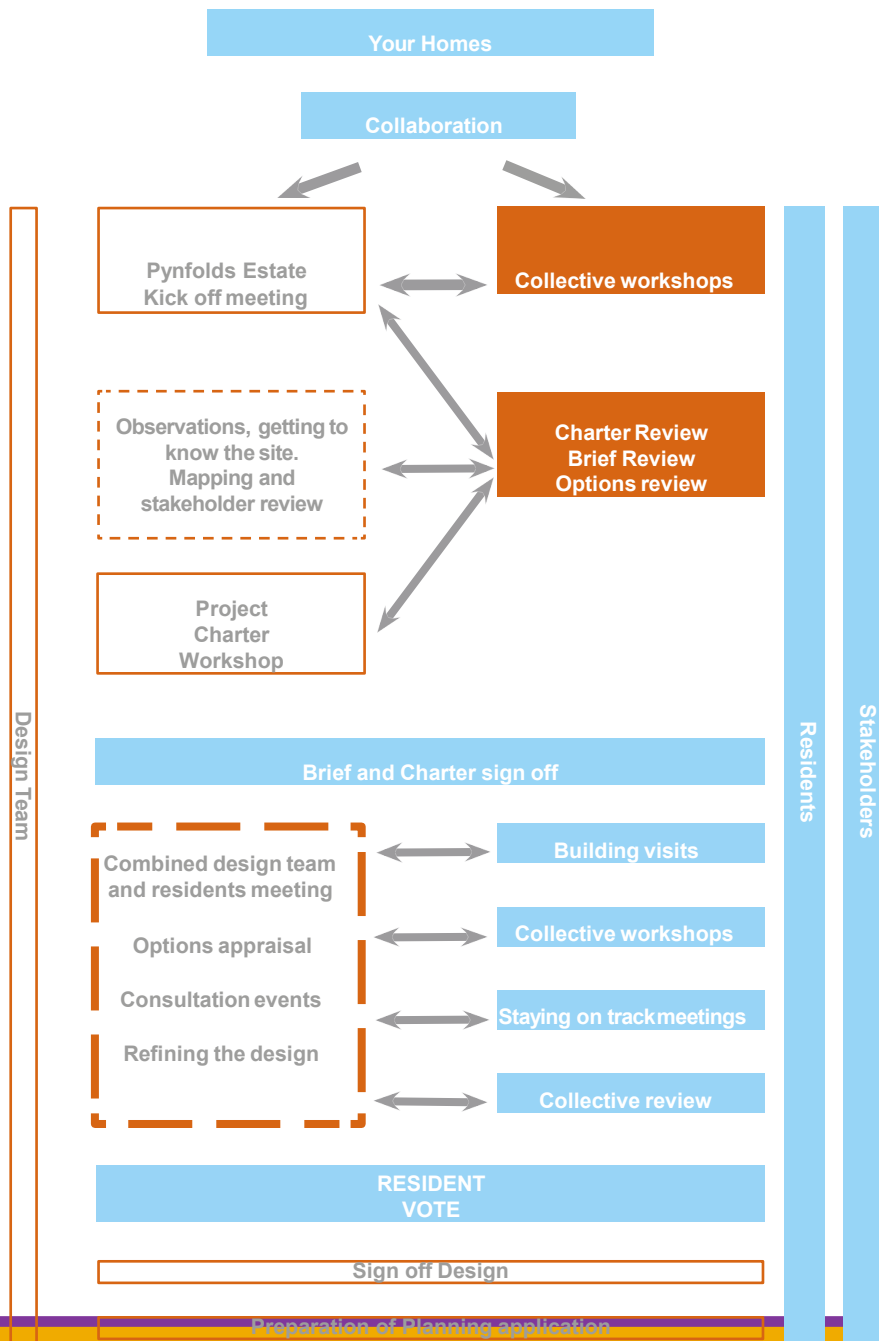 Your Homes
Collaboration
Pynfolds Estate
Kick off meeting
Collective workshops
Observations, getting to
know the site.
Mapping and
stakeholder review
Charter Review
Brief Review
Options review
Project
Charter
Workshop
Design Team
Residents
Stakeholders
Brief and Charter sign off
Combined design team
and residents meeting
Options appraisal
Consultation events
Refining the design
Building visits
Collective workshops
Staying on trackmeetings
Collective review
RESIDENT
VOTE
Sign off Design
Preparation of Planning application